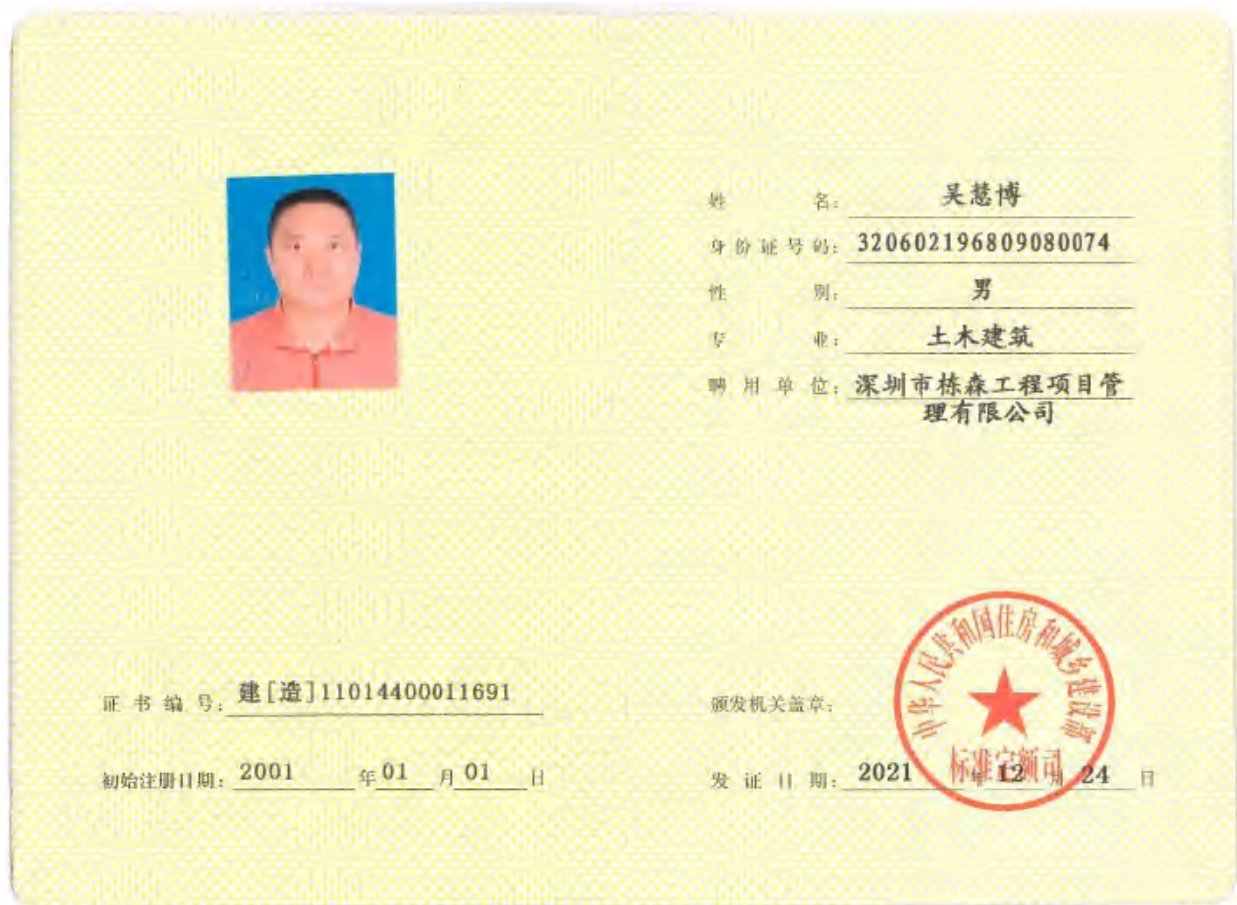 姓名：吴慧博
身份证号码：320602196809080074
性别：男
专业：土木建筑
聘用单位：深圳市栋森工程项目管
理有限公司
证书编号：建[造]11014400011691
初始注册日期：2001年01月01日
颁发机关盖章：
中华人民共和国住房和城乡建设部
标准定额司
发证日期：2021年12月24日